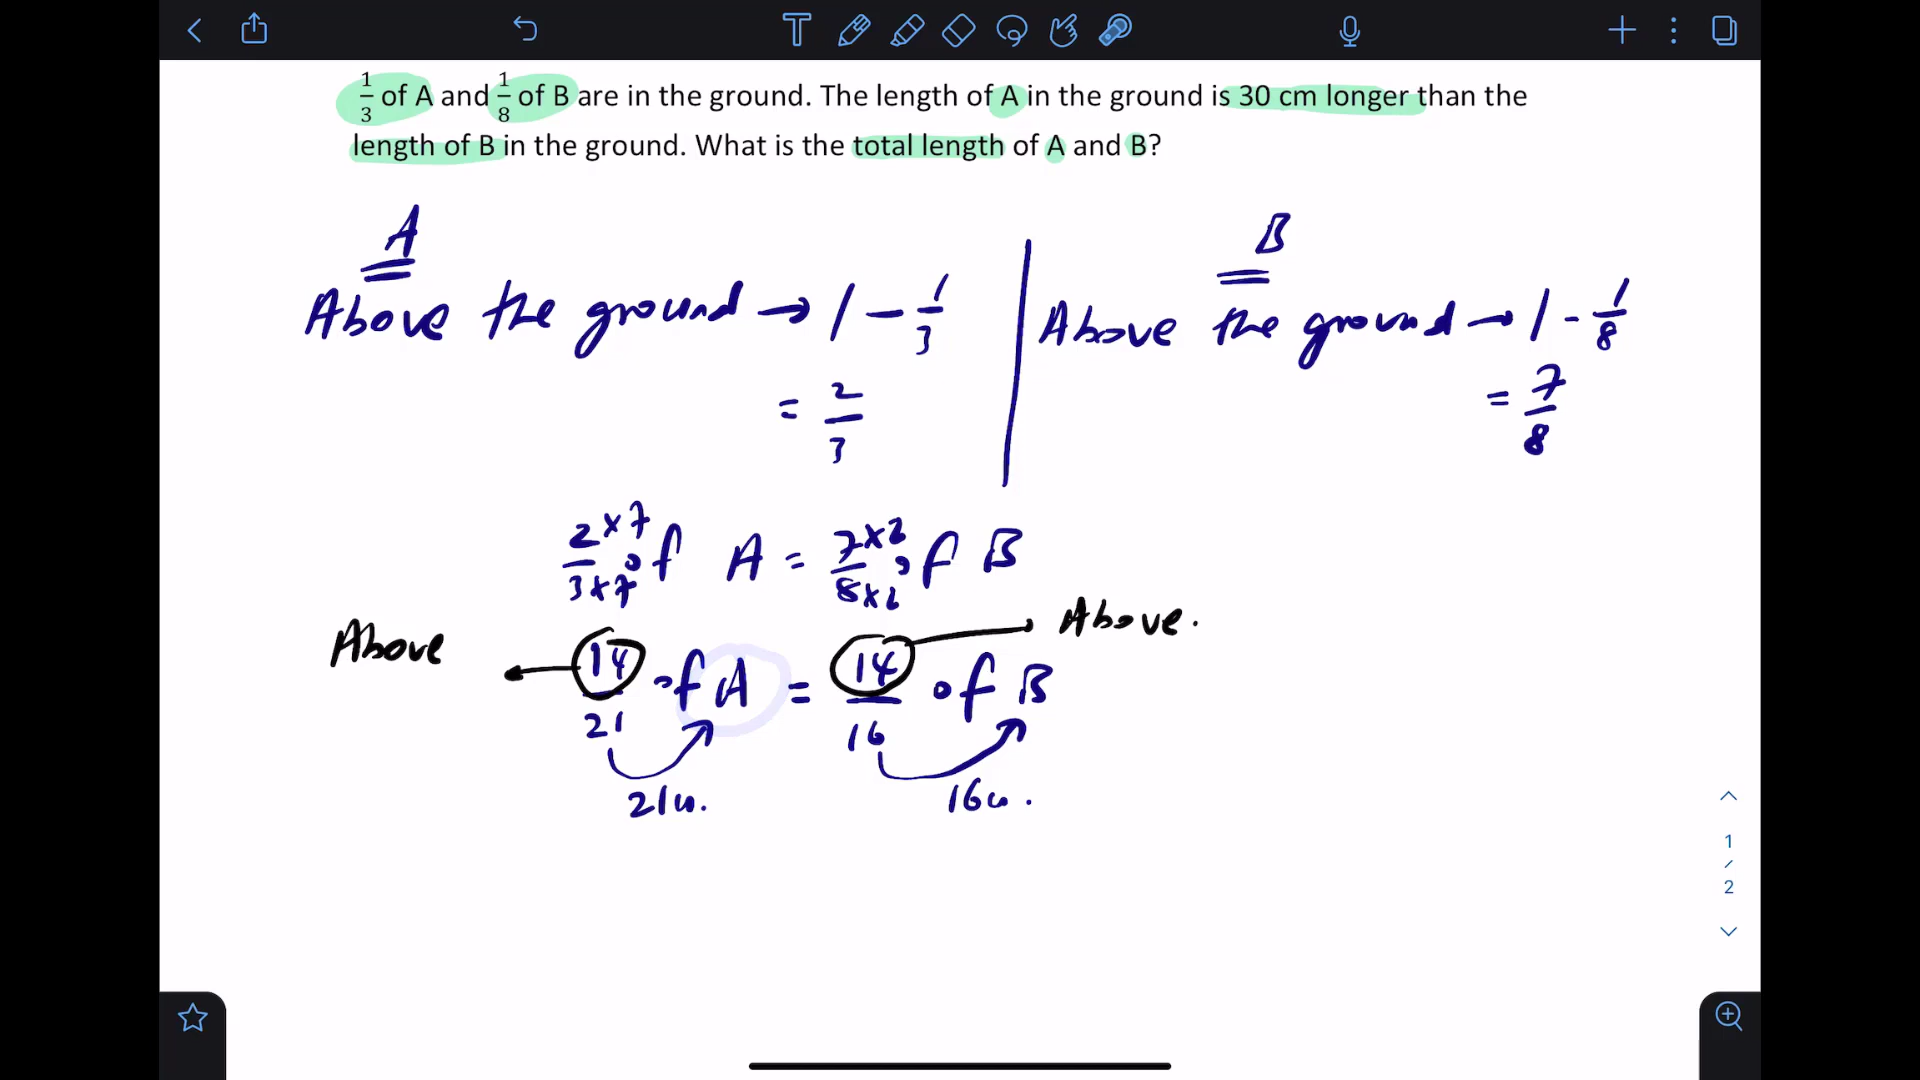 1/3 of A and 1/8 of B are in the ground. The length of A in the ground is 30 cm longer than the
length of B in the ground. What is the total length of A and B?
A
Above the ground → 1 - 1/3
= 2/3
B
Above the ground → 1 - 1/8
= 7/8
2×7/3×7 of A = 7×2/8×2 of B
Above ← 14/21 of A = 14/16 of B → Above.
21u. 16u.
1
/
2